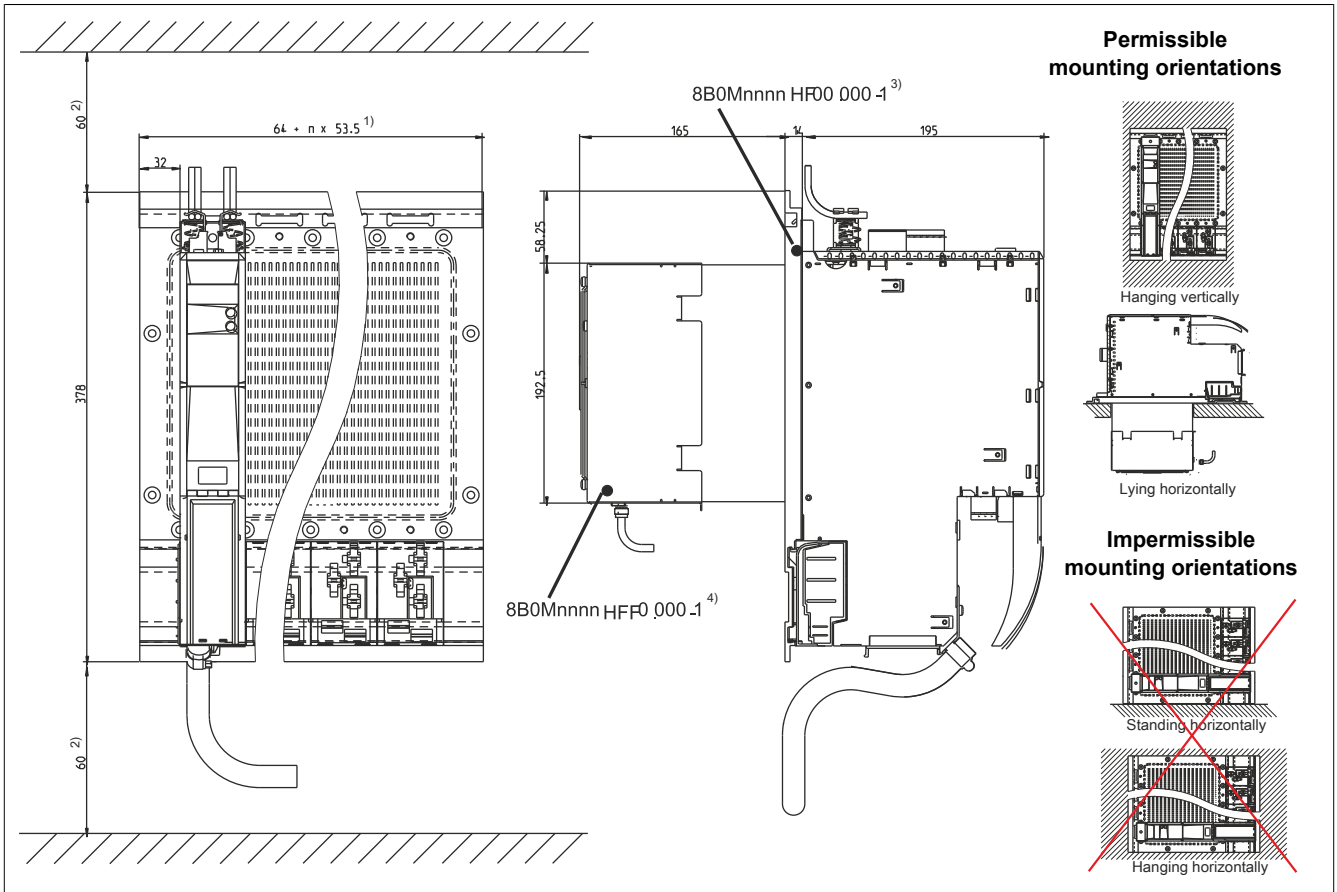 Permissible
mounting orientations
8B0Mnnnn HF00.000-1 3)
60 2)
64 + n x 53.5 1)
165
14
195
32
58.25
378
192.5
Hanging vertically
Lying horizontally
Impermissible
mounting orientations
8B0Mnnnn HFF0.000-1 4)
60 2)
Standing horizontally
Hanging horizontally